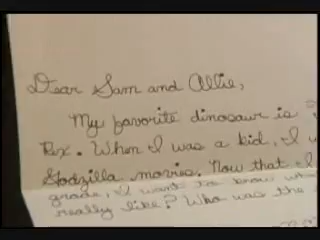 Dear Sam and Allie,
My favorite dinosaur is
Rex. When I was a kid, I
Godzilla movies. Now that I
grade, I want to know
really like? Who was the